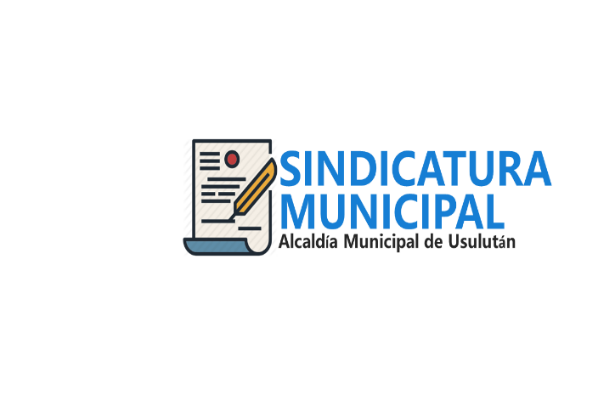 SINDICATURA
MUNICIPAL
Alcaldía Municipal de Usulután